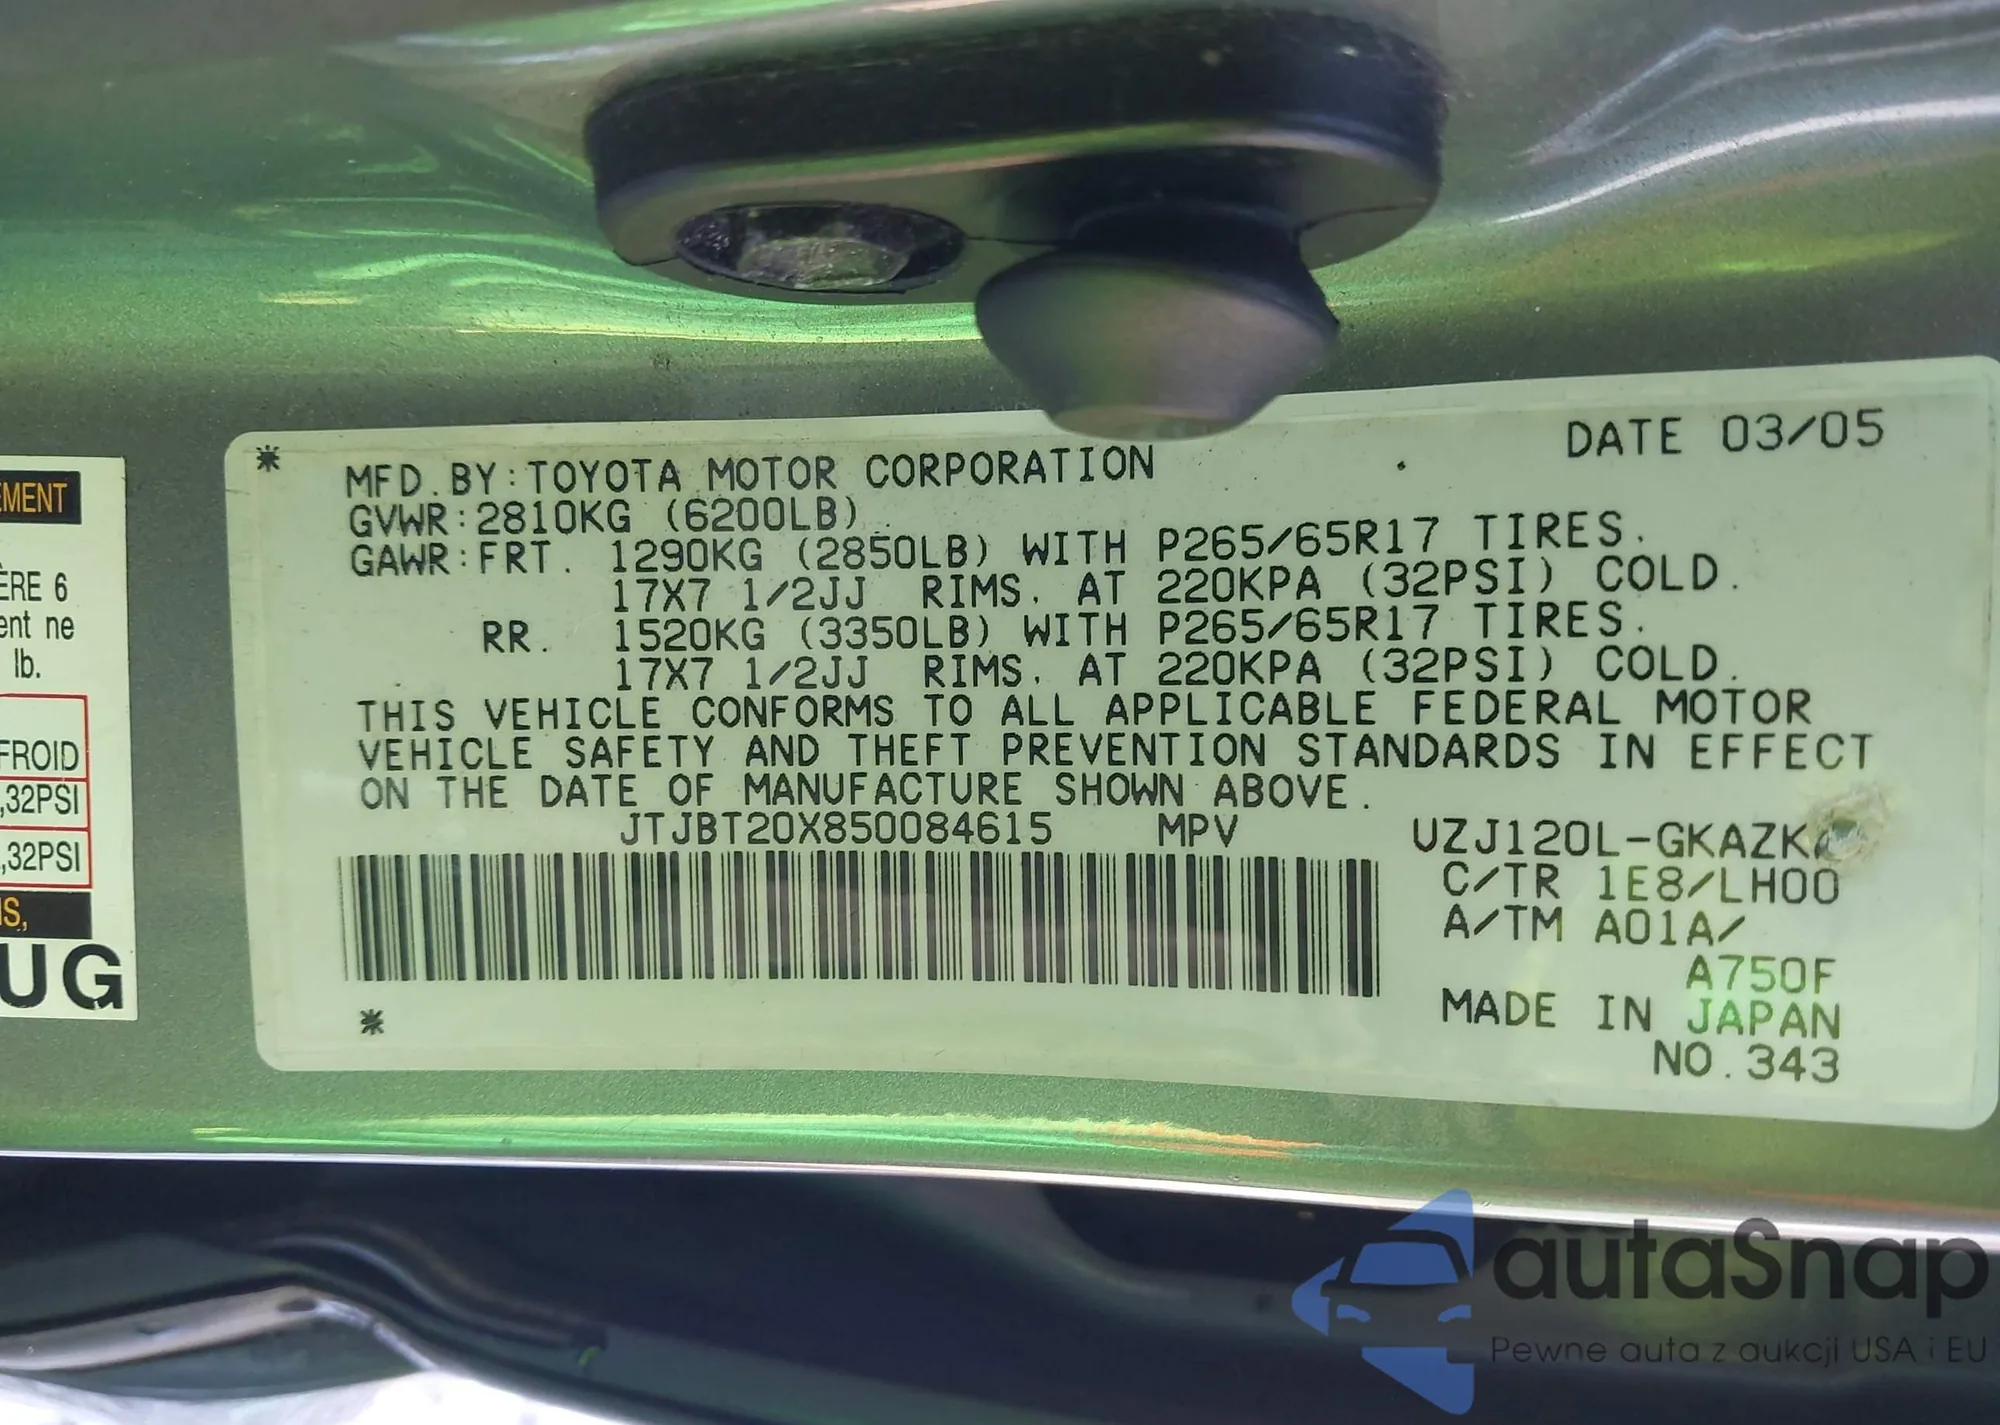 EMENT
ÈRE 6
ent ne
lb.
FROID
,32PSI
,32PSI
IS,
UG
* DATE 03/05
MFD.BY:TOYOTA MOTOR CORPORATION
GVWR:2810KG (6200LB)
GAWR:FRT. 1290KG (2850LB) WITH P265/65R17 TIRES.
17X7 1/2JJ RIMS. AT 220KPA (32PSI) COLD.
RR. 1520KG (3350LB) WITH P265/65R17 TIRES.
17X7 1/2JJ RIMS. AT 220KPA (32PSI) COLD.
THIS VEHICLE CONFORMS TO ALL APPLICABLE FEDERAL MOTOR
VEHICLE SAFETY AND THEFT PREVENTION STANDARDS IN EFFECT
ON THE DATE OF MANUFACTURE SHOWN ABOVE.
JTJBT20X850084615 MPV UZJ120L-GKAZK
C/TR 1E8/LH00
A/TM A01A/
A750F
MADE IN JAPAN
* NO.343
autaSnap
Pewne auta z aukcji USA i EU